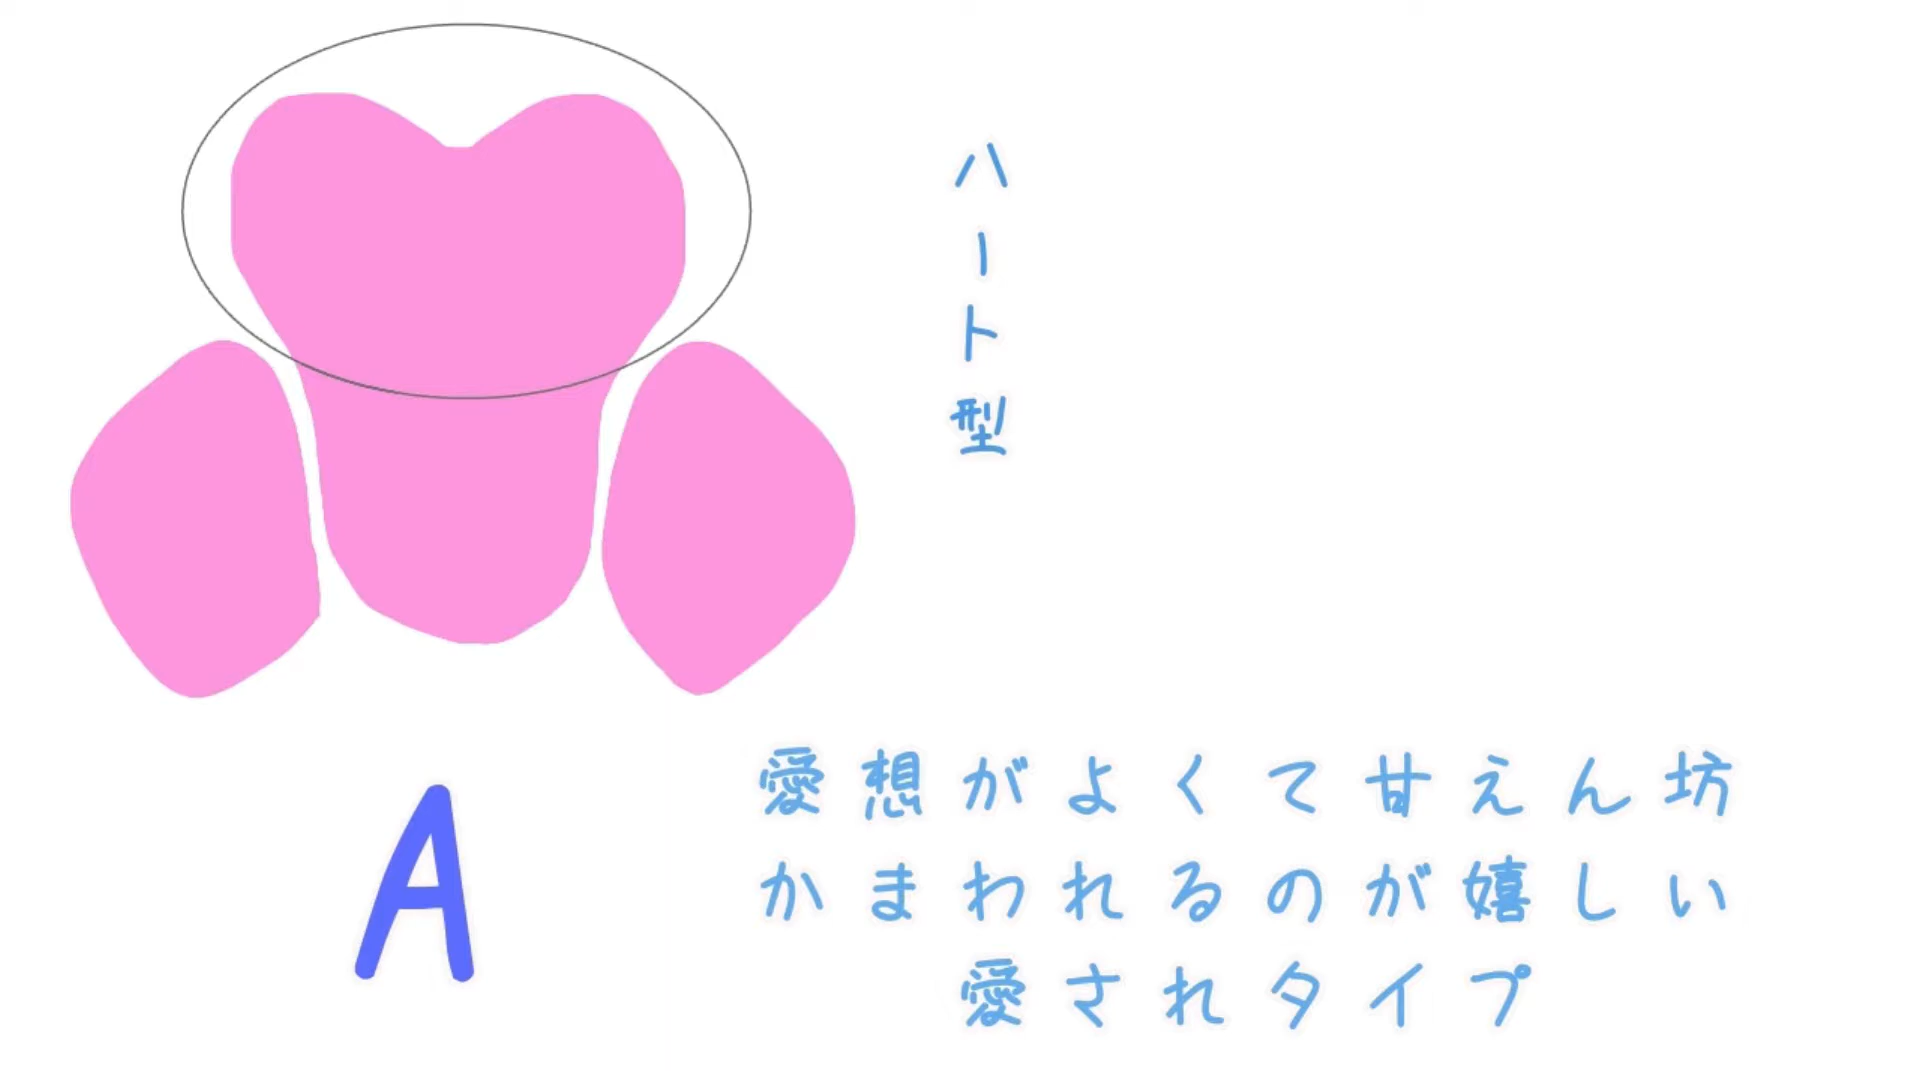 ハート型
A
愛想がよくて甘えん坊
かまわれるのが嬉しい
愛されタイプ